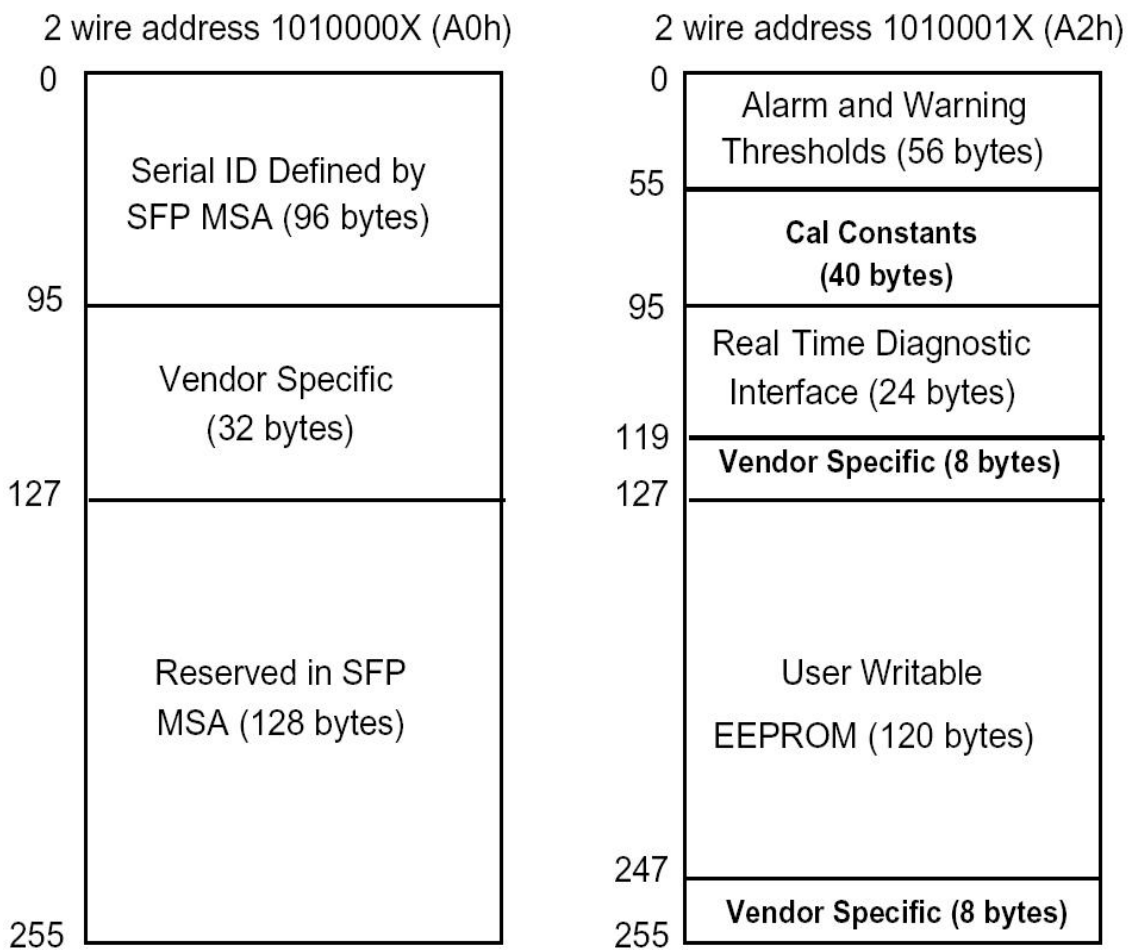 2 wire address 1010000X (A0h)
0
Serial ID Defined by
SFP MSA (96 bytes)
95
Vendor Specific
(32 bytes)
127
Reserved in SFP
MSA (128 bytes)
255
2 wire address 1010001X (A2h)
0
Alarm and Warning
Thresholds (56 bytes)
55
Cal Constants
(40 bytes)
95
Real Time Diagnostic
Interface (24 bytes)
119
Vendor Specific (8 bytes)
127
User Writable
EEPROM (120 bytes)
247
Vendor Specific (8 bytes)
255